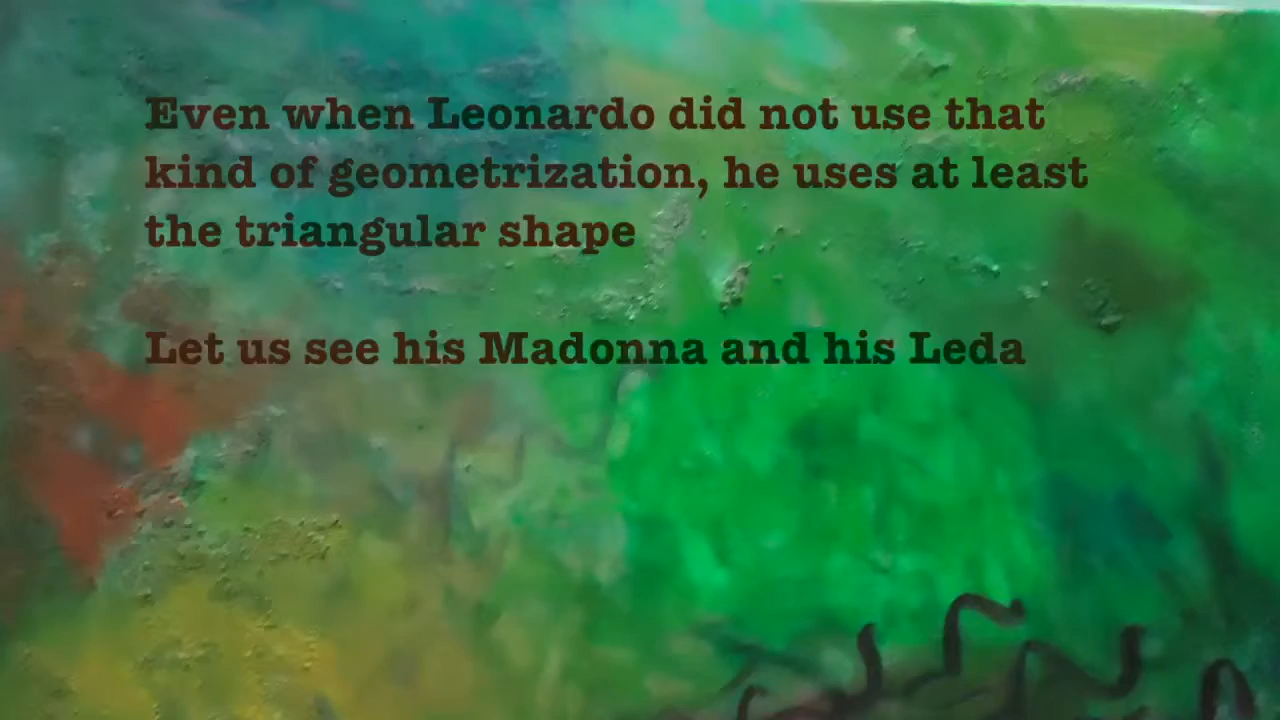 Even when Leonardo did not use that
kind of geometrization, he uses at least
the triangular shape
Let us see his Madonna and his Leda